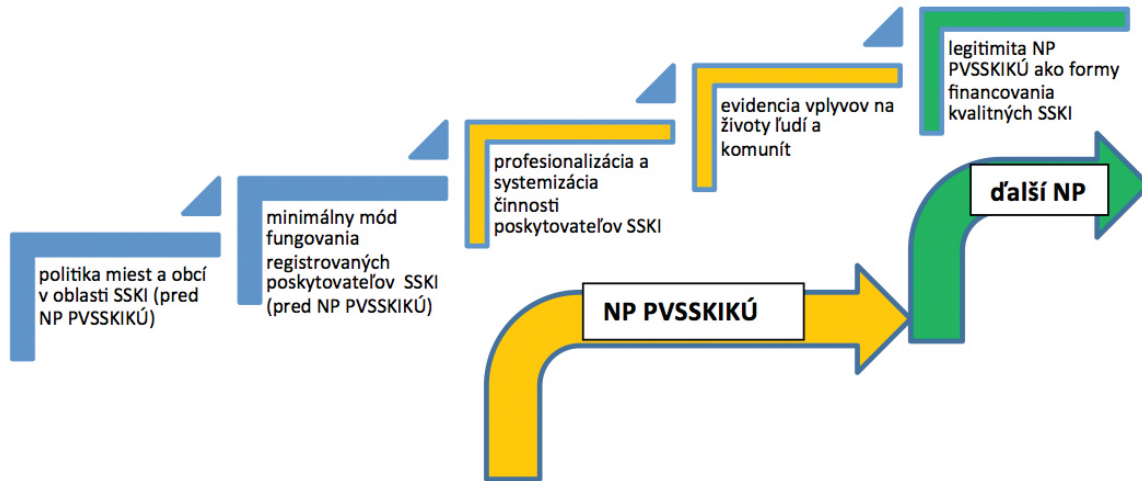 politika miest a obcí
v oblasti SSKI (pred
NP PVSSKIKÚ)
minimálny mód
fungovania
registrovaných
poskytovateľov SSKI
(pred NP PVSSKIKÚ)
profesionalizácia a
systemizácia
činnosti
poskytovateľov SSKI
evidencia vplyvov na
životy ľudí a
komunít
legitimita NP
PVSSKIKÚ ako formy
financovania
kvalitných SSKI
NP PVSSKIKÚ
ďalší NP